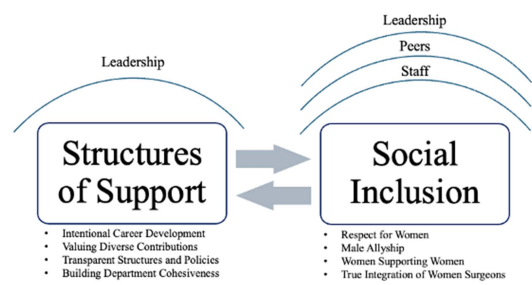 Leadership
Structures
of Support
• Intentional Career Development
• Valuing Diverse Contributions
• Transparent Structures and Policies
• Building Department Cohesiveness
Leadership
Peers
Staff
Social
Inclusion
• Respect for Women
• Male Allyship
• Women Supporting Women
• True Integration of Women Surgeons